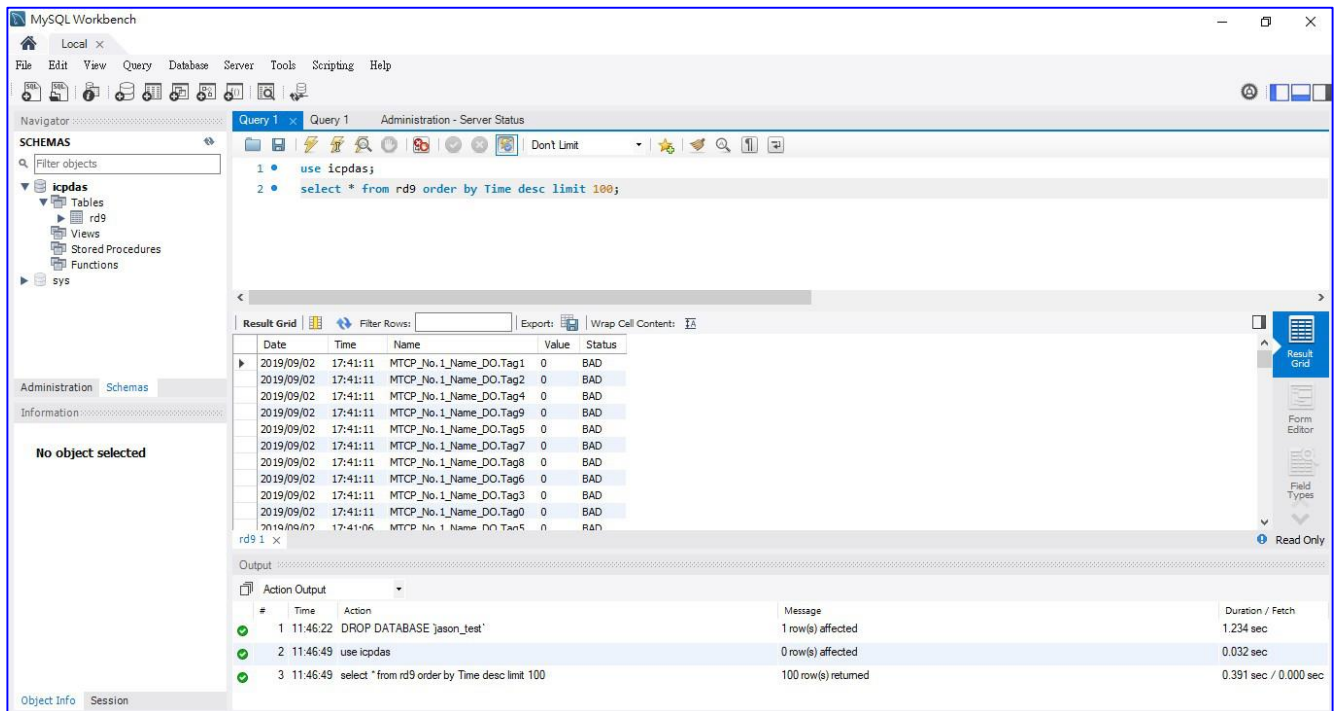 MySQL Workbench
Local
File Edit View Query Database Server Tools Scripting Help
Navigator
SCHEMAS
Filter objects
icpdas
Tables
rd9
Views
Stored Procedures
Functions
sys
Administration Schemas
Information
No object selected
Object Info Session
Query 1 Query 1 Administration - Server Status
Don't Limit
1 use icpdas;
2 select * from rd9 order by Time desc limit 100;
Result Grid Filter Rows: Export: Wrap Cell Content:
Date Time Name Value Status
2019/09/02 17:41:11 MTCP_No.1_Name_DO.Tag1 0 BAD
2019/09/02 17:41:11 MTCP_No.1_Name_DO.Tag2 0 BAD
2019/09/02 17:41:11 MTCP_No.1_Name_DO.Tag4 0 BAD
2019/09/02 17:41:11 MTCP_No.1_Name_DO.Tag9 0 BAD
2019/09/02 17:41:11 MTCP_No.1_Name_DO.Tag5 0 BAD
2019/09/02 17:41:11 MTCP_No.1_Name_DO.Tag7 0 BAD
2019/09/02 17:41:11 MTCP_No.1_Name_DO.Tag8 0 BAD
2019/09/02 17:41:11 MTCP_No.1_Name_DO.Tag6 0 BAD
2019/09/02 17:41:11 MTCP_No.1_Name_DO.Tag3 0 BAD
2019/09/02 17:41:11 MTCP_No.1_Name_DO.Tag0 0 BAD
2019/09/02 17:41:06 MTCP_No.1_Name_DO.Tag5 0 BAD
Result
Grid
Form
Editor
Field
Types
rd9 1
Read Only
Output
Action Output
# Time Action Message Duration / Fetch
1 11:46:22 DROP DATABASE `jason_test` 1 row(s) affected 1.234 sec
2 11:46:49 use icpdas 0 row(s) affected 0.032 sec
3 11:46:49 select * from rd9 order by Time desc limit 100 100 row(s) returned 0.391 sec / 0.000 sec